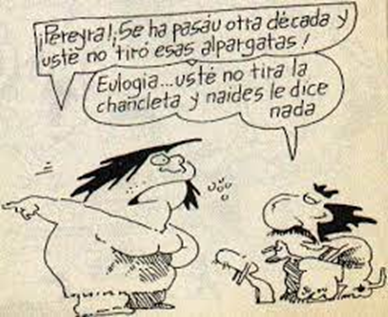 ¡Pereyra!¡Se ha pasáu otra década y
usté no tiró esas alpargatas!
Eulogia...usté no tira la
chancleta y naides le dice
nada